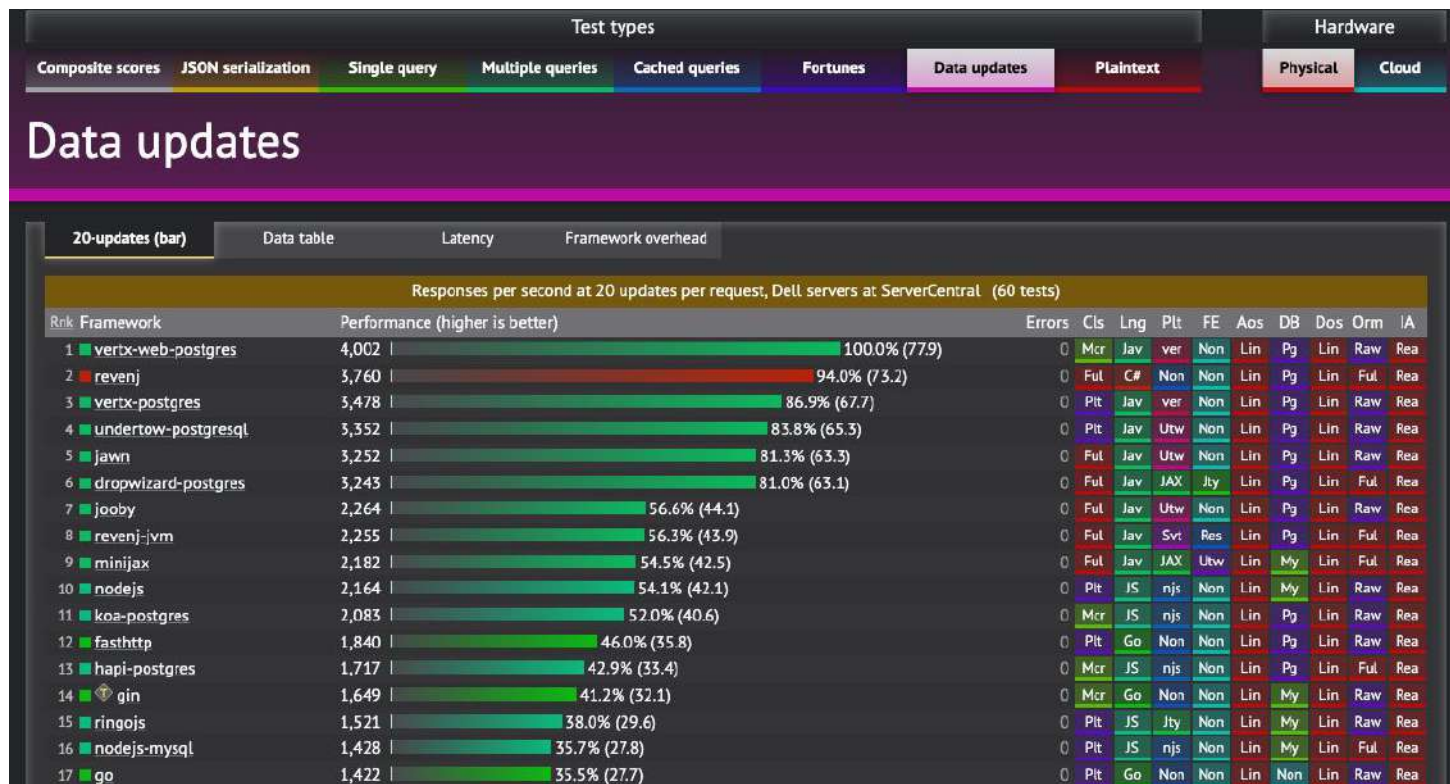 Test types Hardware
Composite scores JSON serialization Single query Multiple queries Cached queries Fortunes Data updates Plaintext Physical Cloud
Data updates
20-updates (bar) Data table Latency Framework overhead
Responses per second at 20 updates per request, Dell servers at ServerCentral (60 tests)
Rnk Framework Performance (higher is better) Errors Cls Lng Plt FE Aos DB Dos Orm IA
1 vertx-web-postgres 4,002 100.0% (77.9) 0 Mcr Jav ver Non Lin Pg Lin Raw Rea
2 revenj 3,760 94.0% (73.2) 0 Ful C# Non Non Lin Pg Lin Ful Rea
3 vertx-postgres 3,478 86.9% (67.7) 0 Plt Jav ver Non Lin Pg Lin Raw Rea
4 undertow-postgresql 3,352 83.8% (65.3) 0 Plt Jav Utw Non Lin Pg Lin Raw Rea
5 jawn 3,252 81.3% (63.3) 0 Ful Jav Utw Non Lin Pg Lin Raw Rea
6 dropwizard-postgres 3,243 81.0% (63.1) 0 Ful Jav JAX Jty Lin Pg Lin Ful Rea
7 jooby 2,264 56.6% (44.1) 0 Ful Jav Utw Non Lin Pg Lin Raw Rea
8 revenj-jvm 2,255 56.3% (43.9) 0 Ful Jav Svt Res Lin Pg Lin Ful Rea
9 minijax 2,182 54.5% (42.5) 0 Ful Jav JAX Utw Lin My Lin Ful Rea
10 nodejs 2,164 54.1% (42.1) 0 Plt JS njs Non Lin My Lin Raw Rea
11 koa-postgres 2,083 52.0% (40.6) 0 Mcr JS njs Non Lin Pg Lin Raw Rea
12 fasthttp 1,840 46.0% (35.8) 0 Plt Go Non Non Lin Pg Lin Raw Rea
13 hapi-postgres 1,717 42.9% (33.4) 0 Mcr JS njs Non Lin Pg Lin Ful Rea
14 T gin 1,649 41.2% (32.1) 0 Mcr Go Non Non Lin My Lin Raw Rea
15 ringojs 1,521 38.0% (29.6) 0 Plt JS Jty Non Lin My Lin Raw Rea
16 nodejs-mysql 1,428 35.7% (27.8) 0 Plt JS njs Non Lin My Lin Ful Rea
17 go 1,422 35.5% (27.7) 0 Plt Go Non Non Lin Non Lin Raw Rea